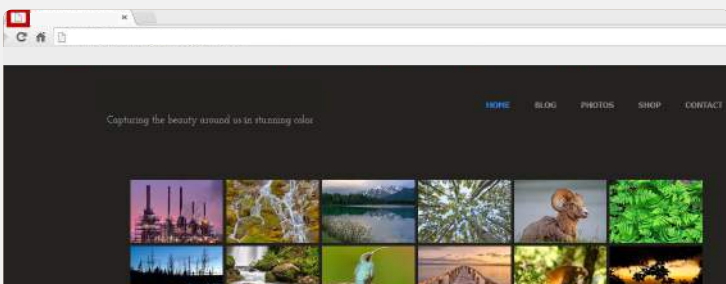 HOME BLOG PHOTOS SHOP CONTACT
Capturing the beauty around us in stunning color